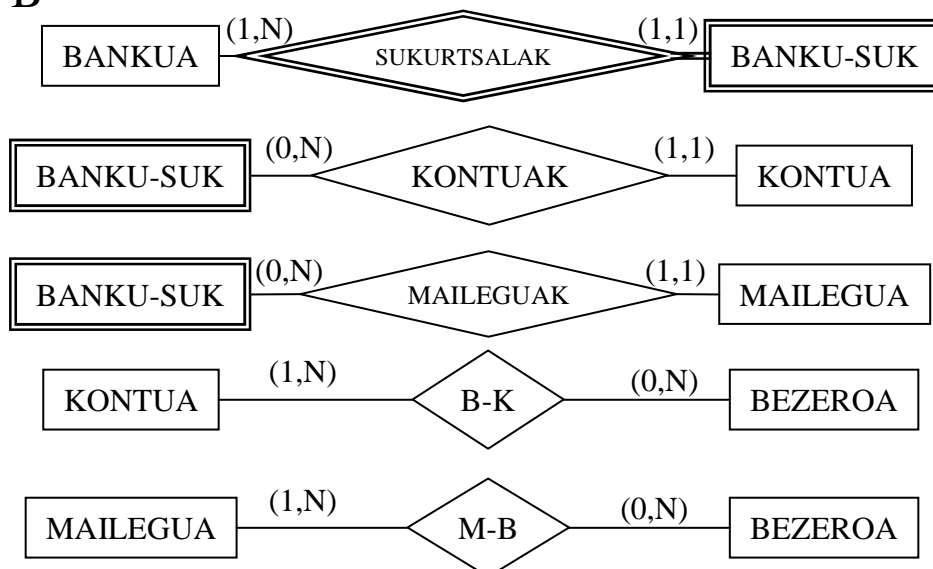 B
(1,N) (1,1)
BANKUA SUKURTSALAK BANKU-SUK
(0,N) (1,1)
BANKU-SUK KONTUAK KONTUA
(0,N) (1,1)
BANKU-SUK MAILEGUAK MAILEGUA
(1,N) (0,N)
KONTUA B-K BEZEROA
(1,N) (0,N)
MAILEGUA M-B BEZEROA